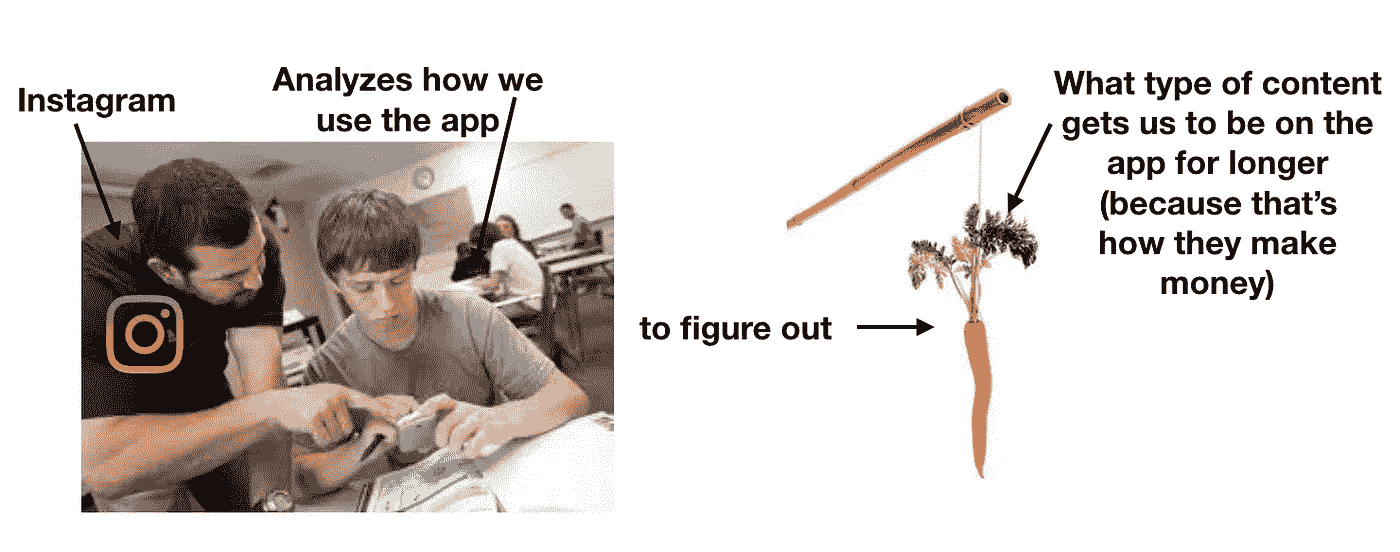 Instagram
Analyzes how we
use the app
to figure out
What type of content
gets us to be on the
app for longer
(because that's
how they make
money)